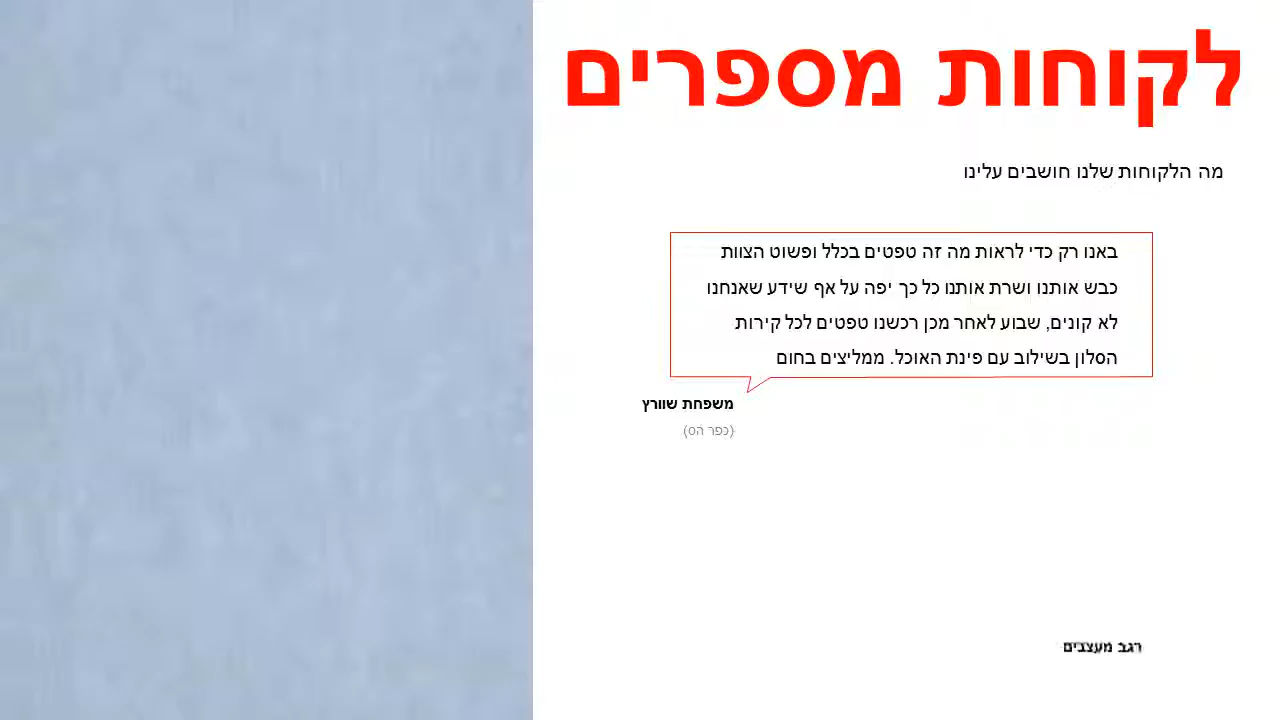 לקוחות מספרים
מה הלקוחות שלנו חושבים עלינו
באנו רק כדי לראות מה זה טפטים בכלל ופשוט הצוות
כבש אותנו ושרת אותנו כל כך יפה על אף שידע שאנחנו
לא קונים, שבוע לאחר מכן רכשנו טפטים לכל קירות
הסלון בשילוב עם פינת האוכל. ממליצים בחום
משפחת שוורץ
(כפר הס)
רגב מעצבים